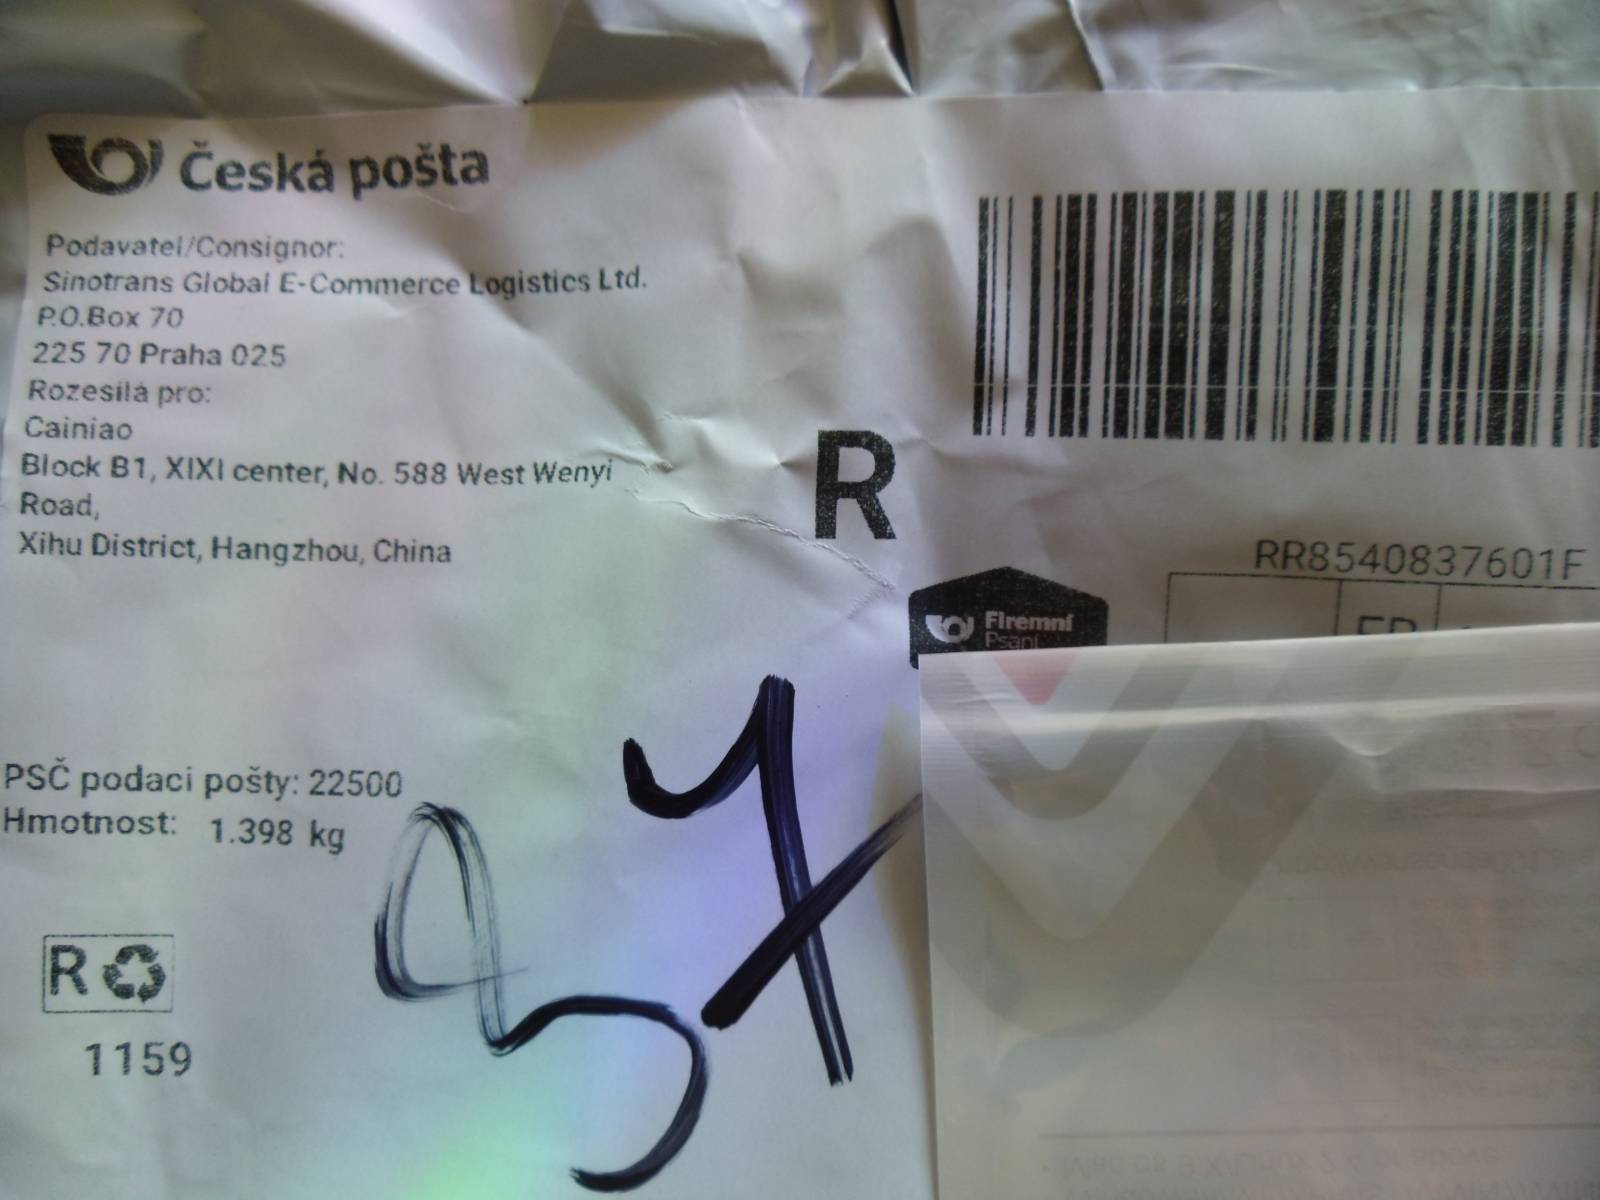 Česká pošta
Podavatel/Consignor:
Sinotrans Global E-Commerce Logistics Ltd.
P.O.Box 70
225 70 Praha 025
Rozesílá pro:
Cainiao
Block B1, XIXI center, No. 588 West Wenyi
Road,
Xihu District, Hangzhou, China
R
RR8540837601F
Firemní
Psaní
PSČ podací pošty: 22500
Hmotnost: 1.398 kg
R
1159
97